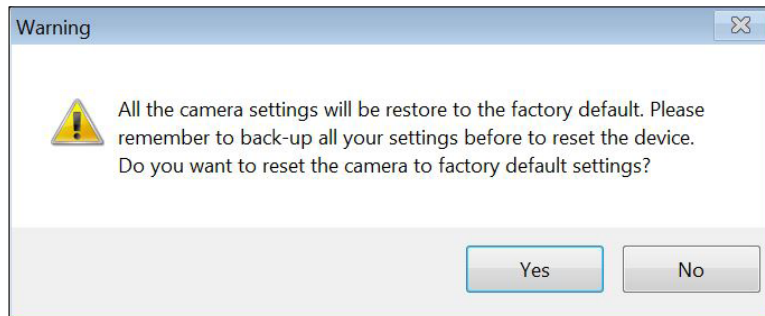 Warning
All the camera settings will be restore to the factory default. Please
remember to back-up all your settings before to reset the device.
Do you want to reset the camera to factory default settings?
Yes No